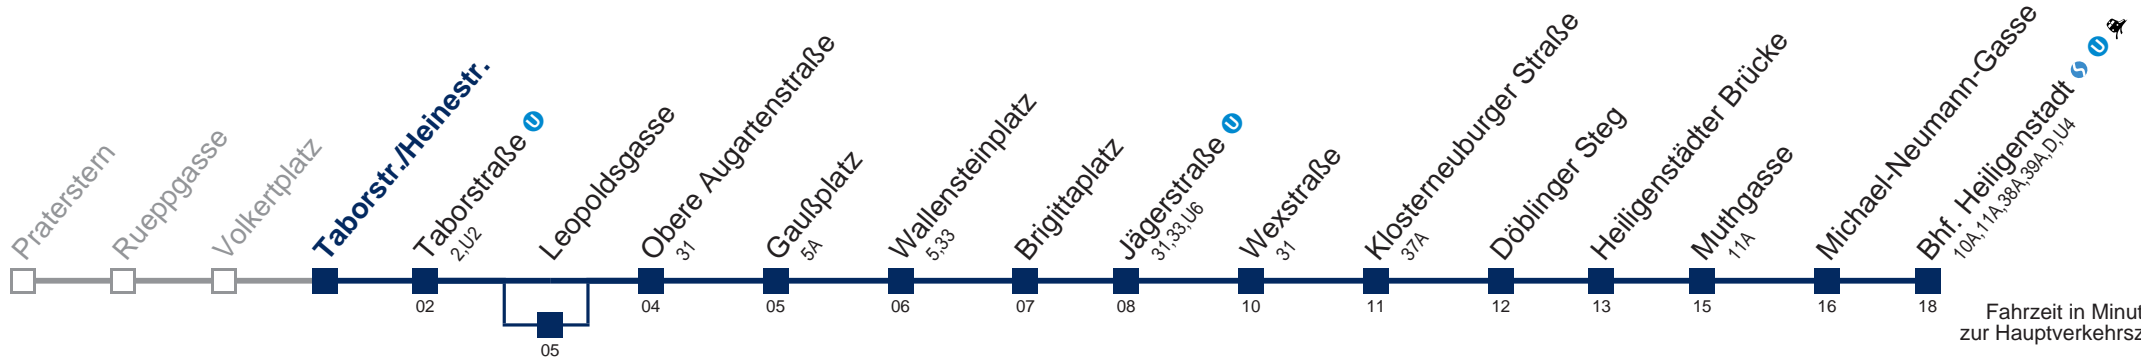 Praterstern
Rueppgasse
Volkertplatz
Taborstr./Heinestr.
Taborstraße U
2,U2
Leopoldsgasse
Obere Augartenstraße
31
Gaußplatz
5A
Wallensteinplatz
5,33
Brigittaplatz
Jägerstraße U
31,33,U6
Wexstraße
31
Klosterneuburger Straße
37A
Döblinger Steg
Heiligenstädter Brücke
Muthgasse
11A
Michael-Neumann-Gasse
Bhf. Heiligenstadt S U
10A,11A,38A,39A,D,U4
02
05
04
05
06
07
08
10
11
12
13
15
16
18
Fahrzeit in Minut
zur Hauptverkehrsz